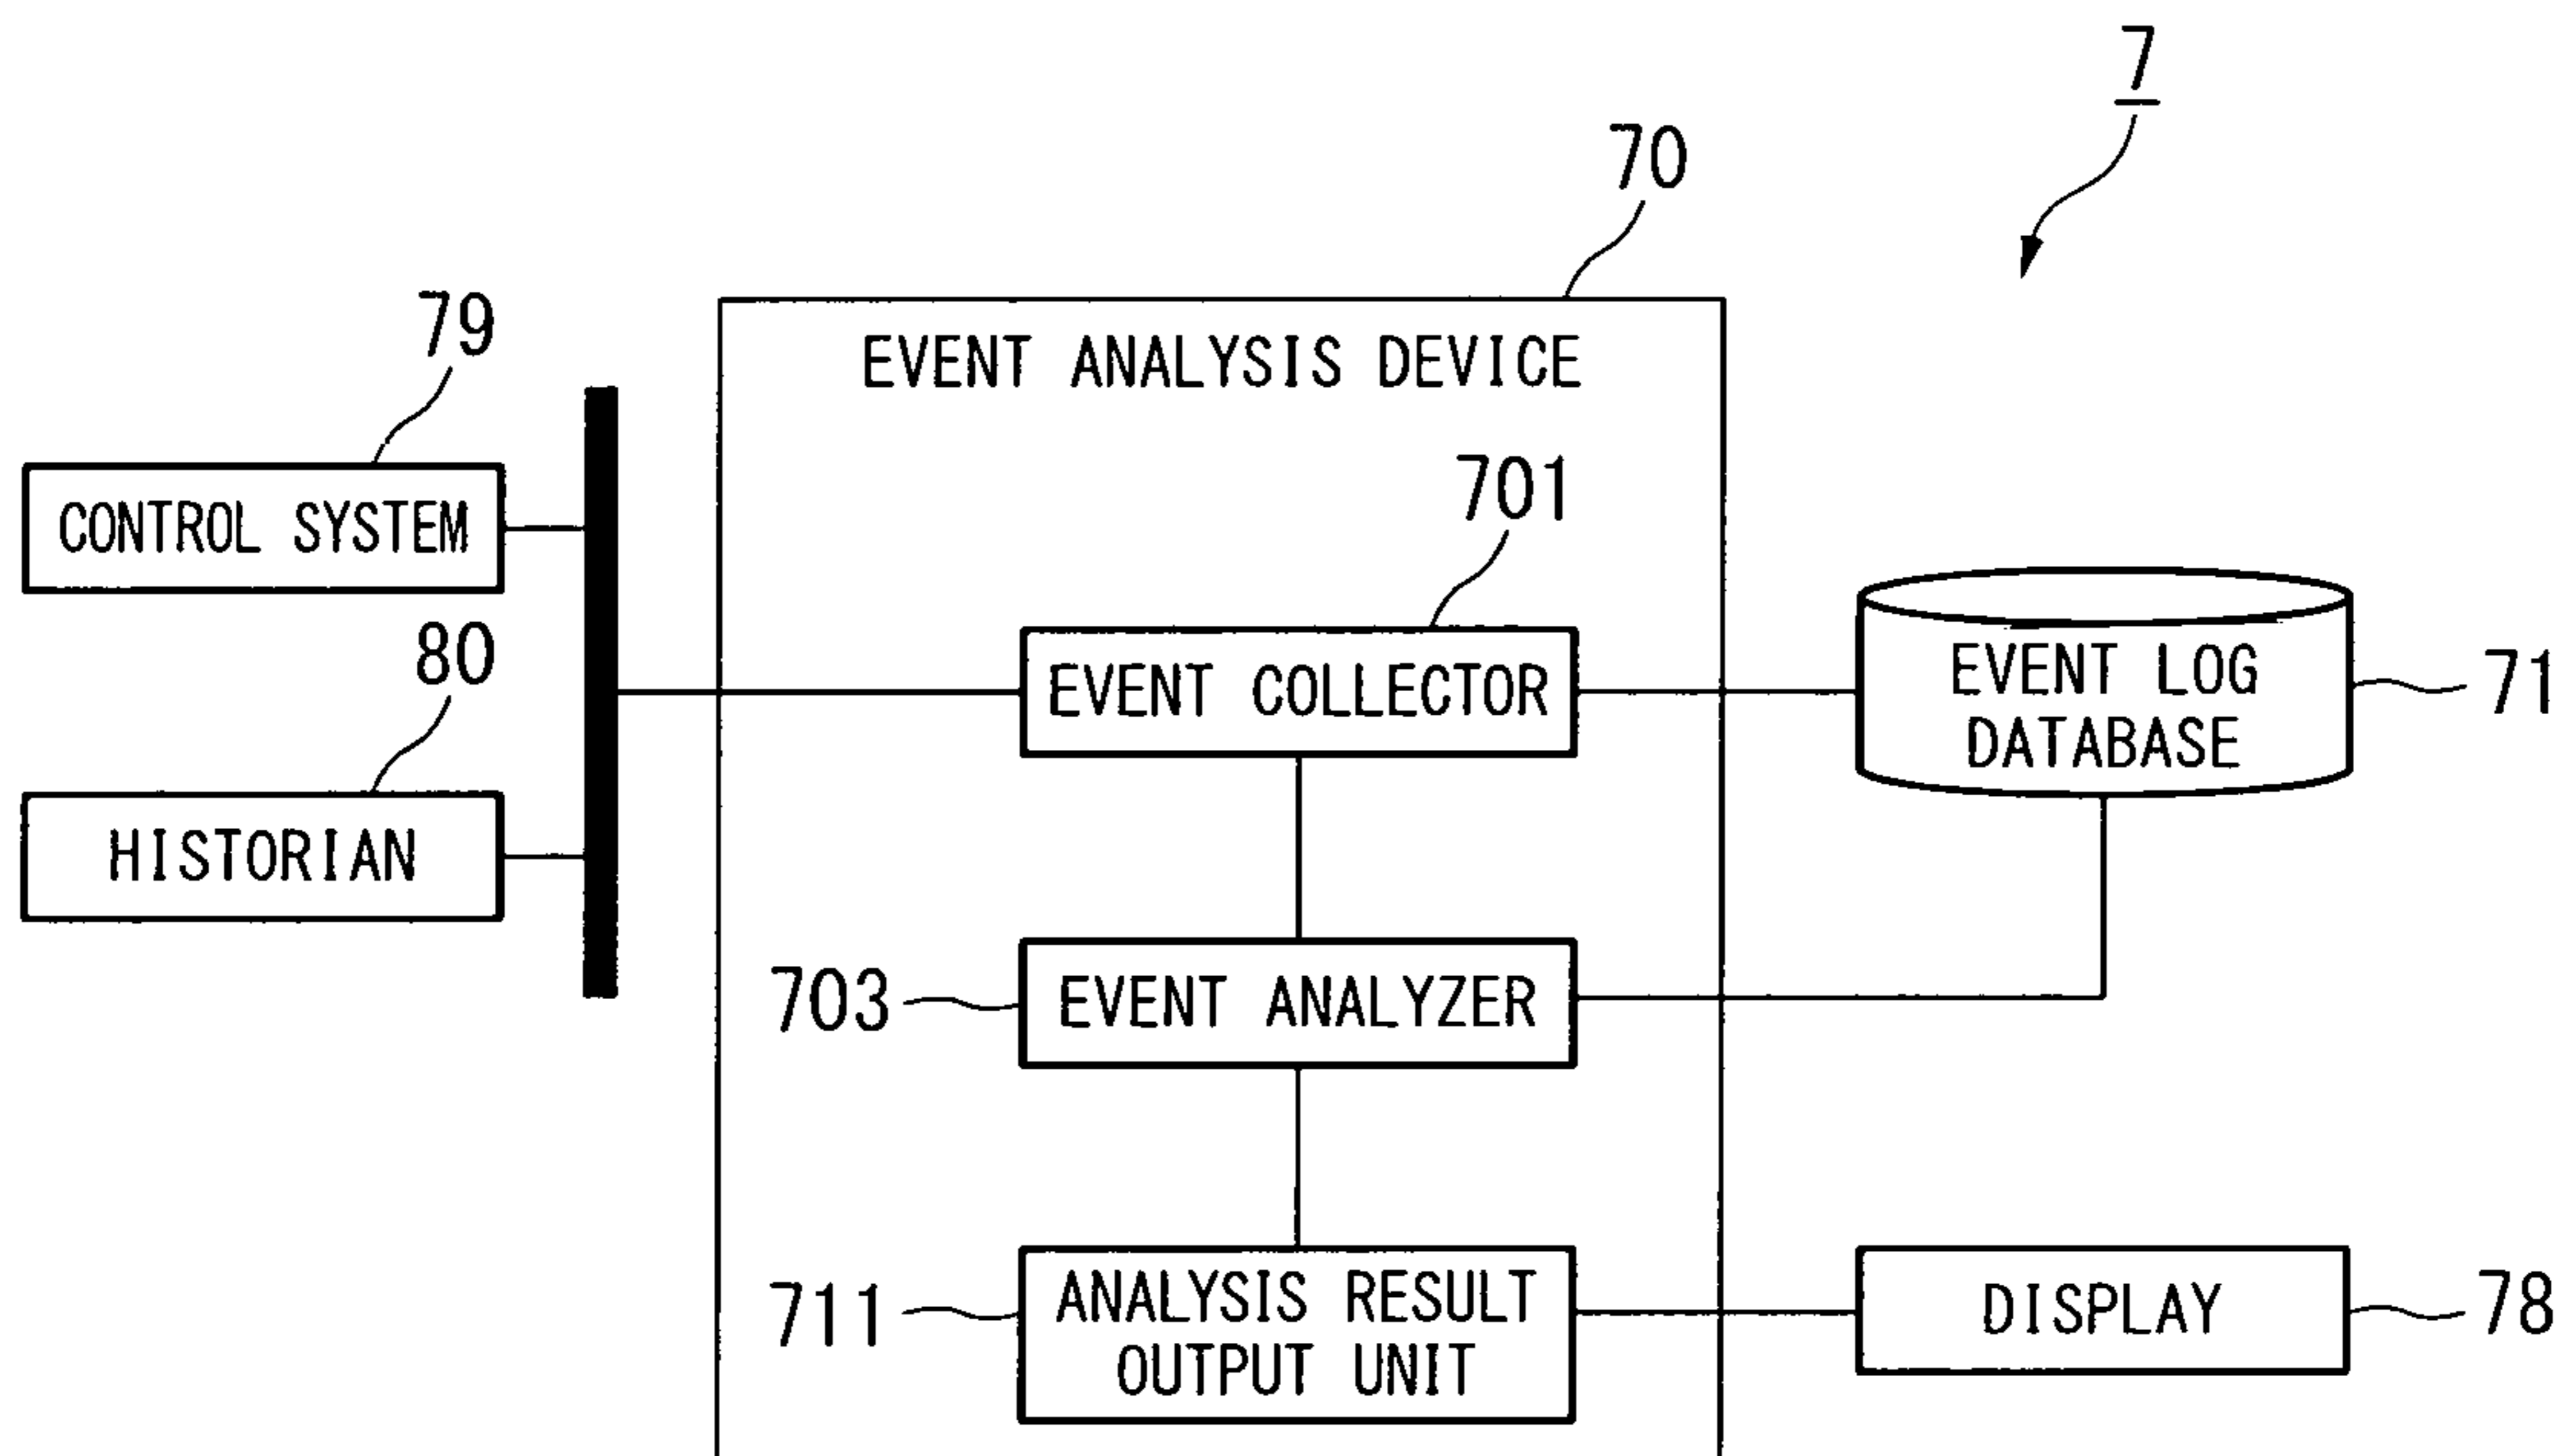 7
70
79
EVENT ANALYSIS DEVICE
701
CONTROL SYSTEM
80
EVENT COLLECTOR
EVENT LOG
DATABASE
71
HISTORIAN
703
EVENT ANALYZER
711
ANALYSIS RESULT
OUTPUT UNIT
DISPLAY
78